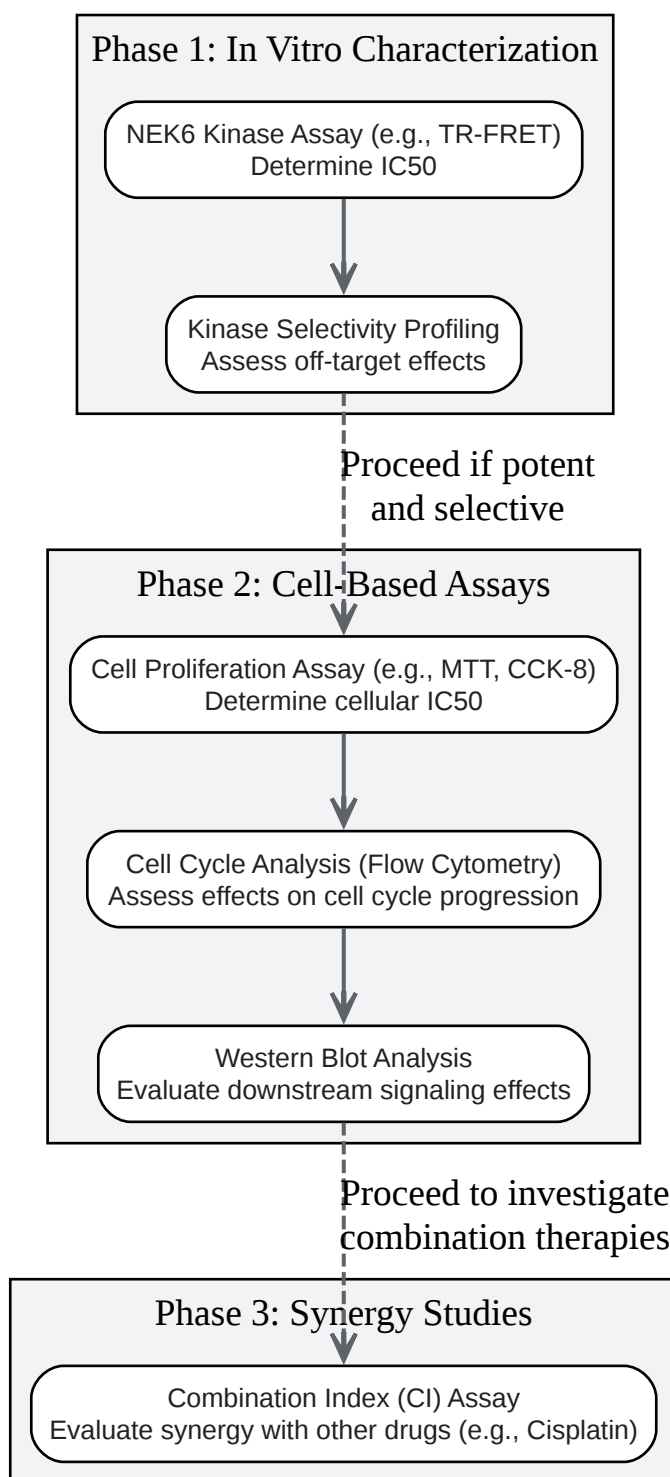 Phase 1: In Vitro Characterization
NEK6 Kinase Assay (e.g., TR-FRET)
Determine IC50
Kinase Selectivity Profiling
Assess off-target effects
Proceed if potent
and selective
Phase 2: Cell-Based Assays
Cell Proliferation Assay (e.g., MTT, CCK-8)
Determine cellular IC50
Cell Cycle Analysis (Flow Cytometry)
Assess effects on cell cycle progression
Western Blot Analysis
Evaluate downstream signaling effects
Proceed to investigate
combination therapies
Phase 3: Synergy Studies
Combination Index (CI) Assay
Evaluate synergy with other drugs (e.g., Cisplatin)